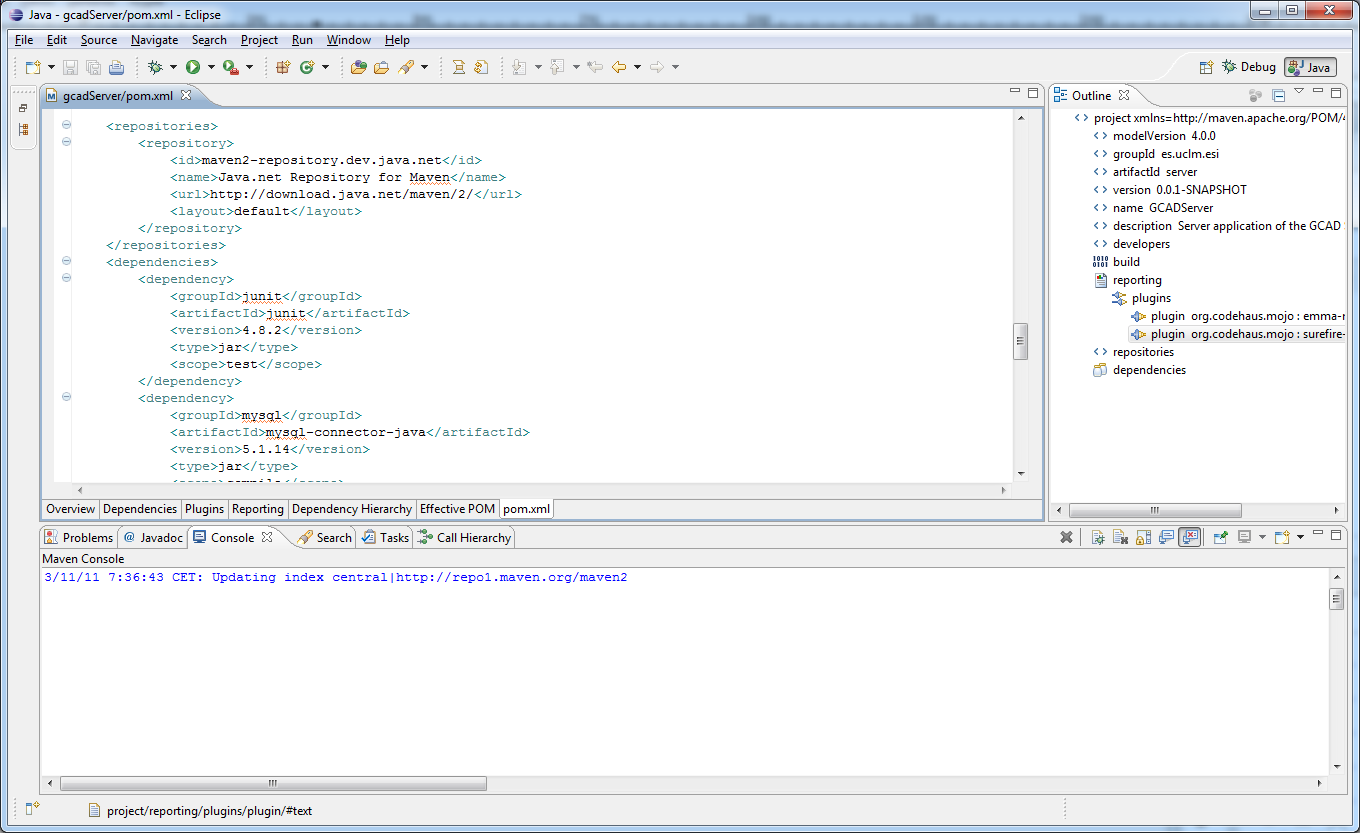 Java - gcadServer/pom.xml - Eclipse
File Edit Source Navigate Search Project Run Window Help
Debug Java
gcadServer/pom.xml
<repositories>
<repository>
<id>maven2-repository.dev.java.net</id>
<name>Java.net Repository for Maven</name>
<url>http://download.java.net/maven/2/</url>
<layout>default</layout>
</repository>
</repositories>
<dependencies>
<dependency>
<groupId>junit</groupId>
<artifactId>junit</artifactId>
<version>4.8.2</version>
<type>jar</type>
<scope>test</scope>
</dependency>
<dependency>
<groupId>mysql</groupId>
<artifactId>mysql-connector-java</artifactId>
<version>5.1.14</version>
<type>jar</type>
<scope>compile</scope>
Overview Dependencies Plugins Reporting Dependency Hierarchy Effective POM pom.xml
Outline
project xmlns=http://maven.apache.org/POM/4
modelVersion 4.0.0
groupId es.uclm.esi
artifactId server
version 0.0.1-SNAPSHOT
name GCADServer
description Server application of the GCAD
developers
build
reporting
plugins
plugin org.codehaus.mojo : emma-
plugin org.codehaus.mojo : surefire-
repositories
dependencies
Problems @ Javadoc Console Search Tasks Call Hierarchy
Maven Console
3/11/11 7:36:43 CET: Updating index central|http://repo1.maven.org/maven2
project/reporting/plugins/plugin/#text